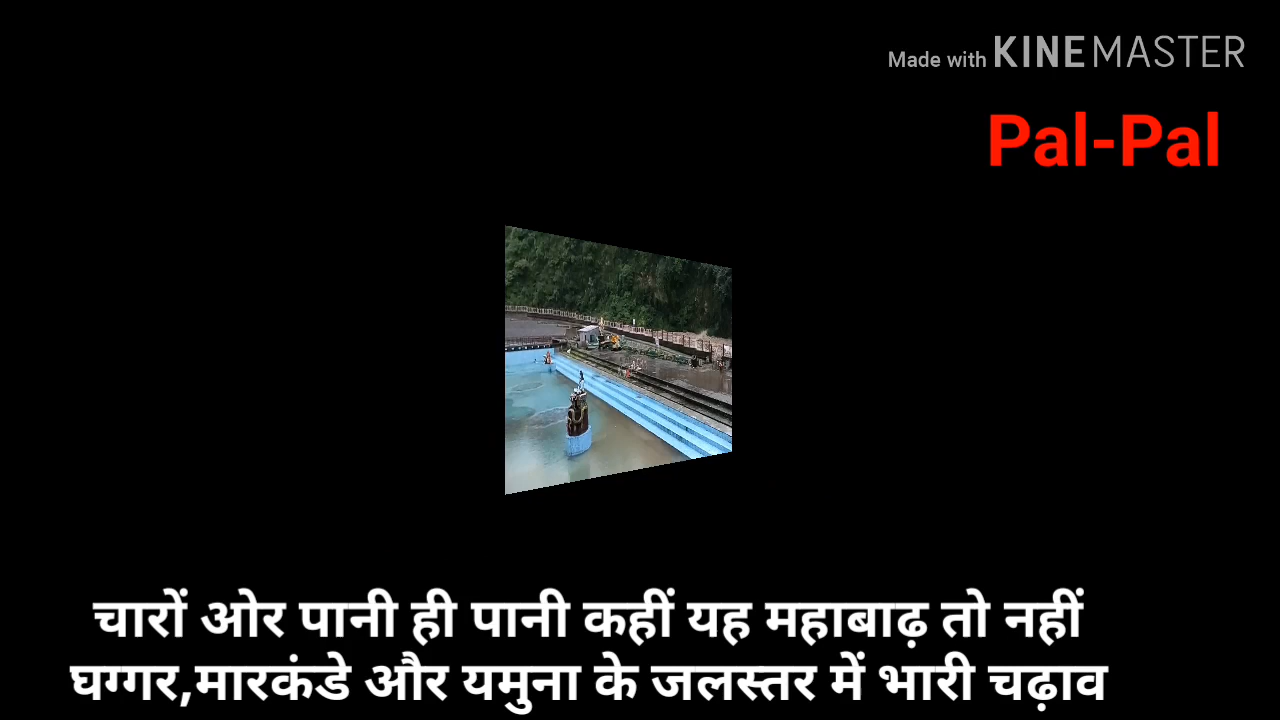 Made with KINEMASTER
Pal-Pal
चारों ओर पानी ही पानी कहीं यह महाबाढ़ तो नहीं
घग्गर,मारकंडे और यमुना के जलस्तर में भारी चढ़ाव